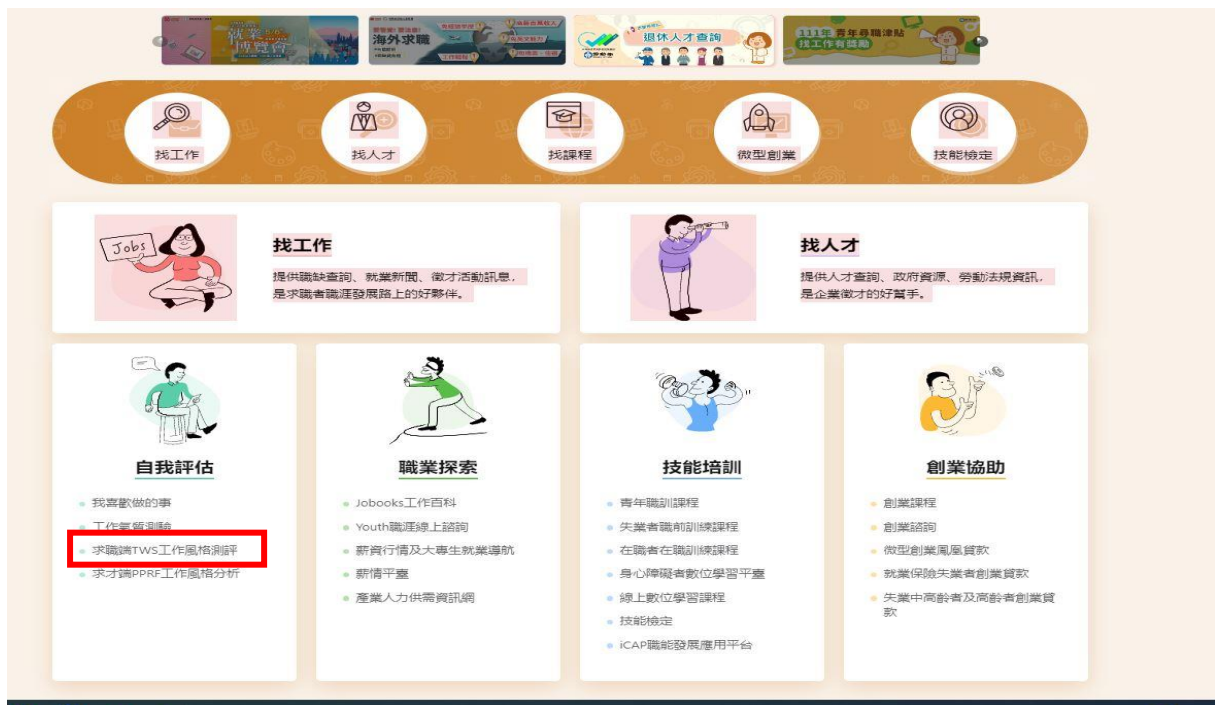 就業
博覽會
海外求職
退休人才查詢
勞動部
111年 青年尋職津貼
找工作有獎勵
找工作
找人才
找課程
微型創業
技能檢定
Jobs
找工作
提供職缺查詢、就業新聞、徵才活動訊息，
是求職者職涯發展路上的好夥伴。
找人才
提供人才查詢、政府資源、勞動法規資訊，
是企業徵才的好幫手。
自我評估
我喜歡做的事
工作氣質測驗
求職端TWS工作風格測評
求才端PPRF工作風格分析
職業探索
Jobooks工作百科
Youth職涯線上諮詢
薪資行情及大專生就業導航
薪情平臺
產業人力供需資訊網
技能培訓
青年職訓課程
失業者職前訓練課程
在職者在職訓練課程
身心障礙者數位學習平臺
線上數位學習課程
技能檢定
iCAP職能發展應用平台
創業協助
創業課程
創業諮詢
微型創業鳳凰貸款
就業保險失業者創業貸款
失業中高齡者及高齡者創業貸
款